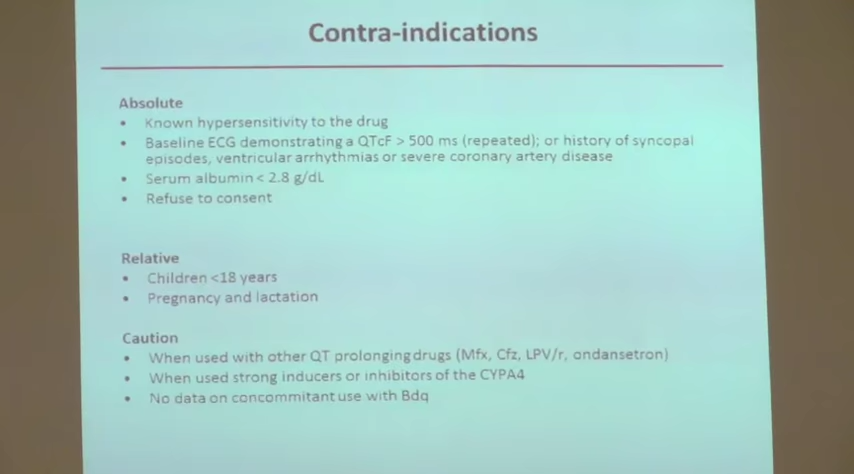 Contra-indications
Absolute
• Known hypersensitivity to the drug
• Baseline ECG demonstrating a QTcF > 500 ms (repeated); or history of syncopal
episodes, ventricular arrhythmias or severe coronary artery disease
• Serum albumin < 2.8 g/dL
• Refuse to consent
Relative
• Children <18 years
• Pregnancy and lactation
Caution
• When used with other QT prolonging drugs (Mfx, Cfz, LPV/r, ondansetron)
• When used strong inducers or inhibitors of the CYPA4
• No data on concommitant use with Bdq